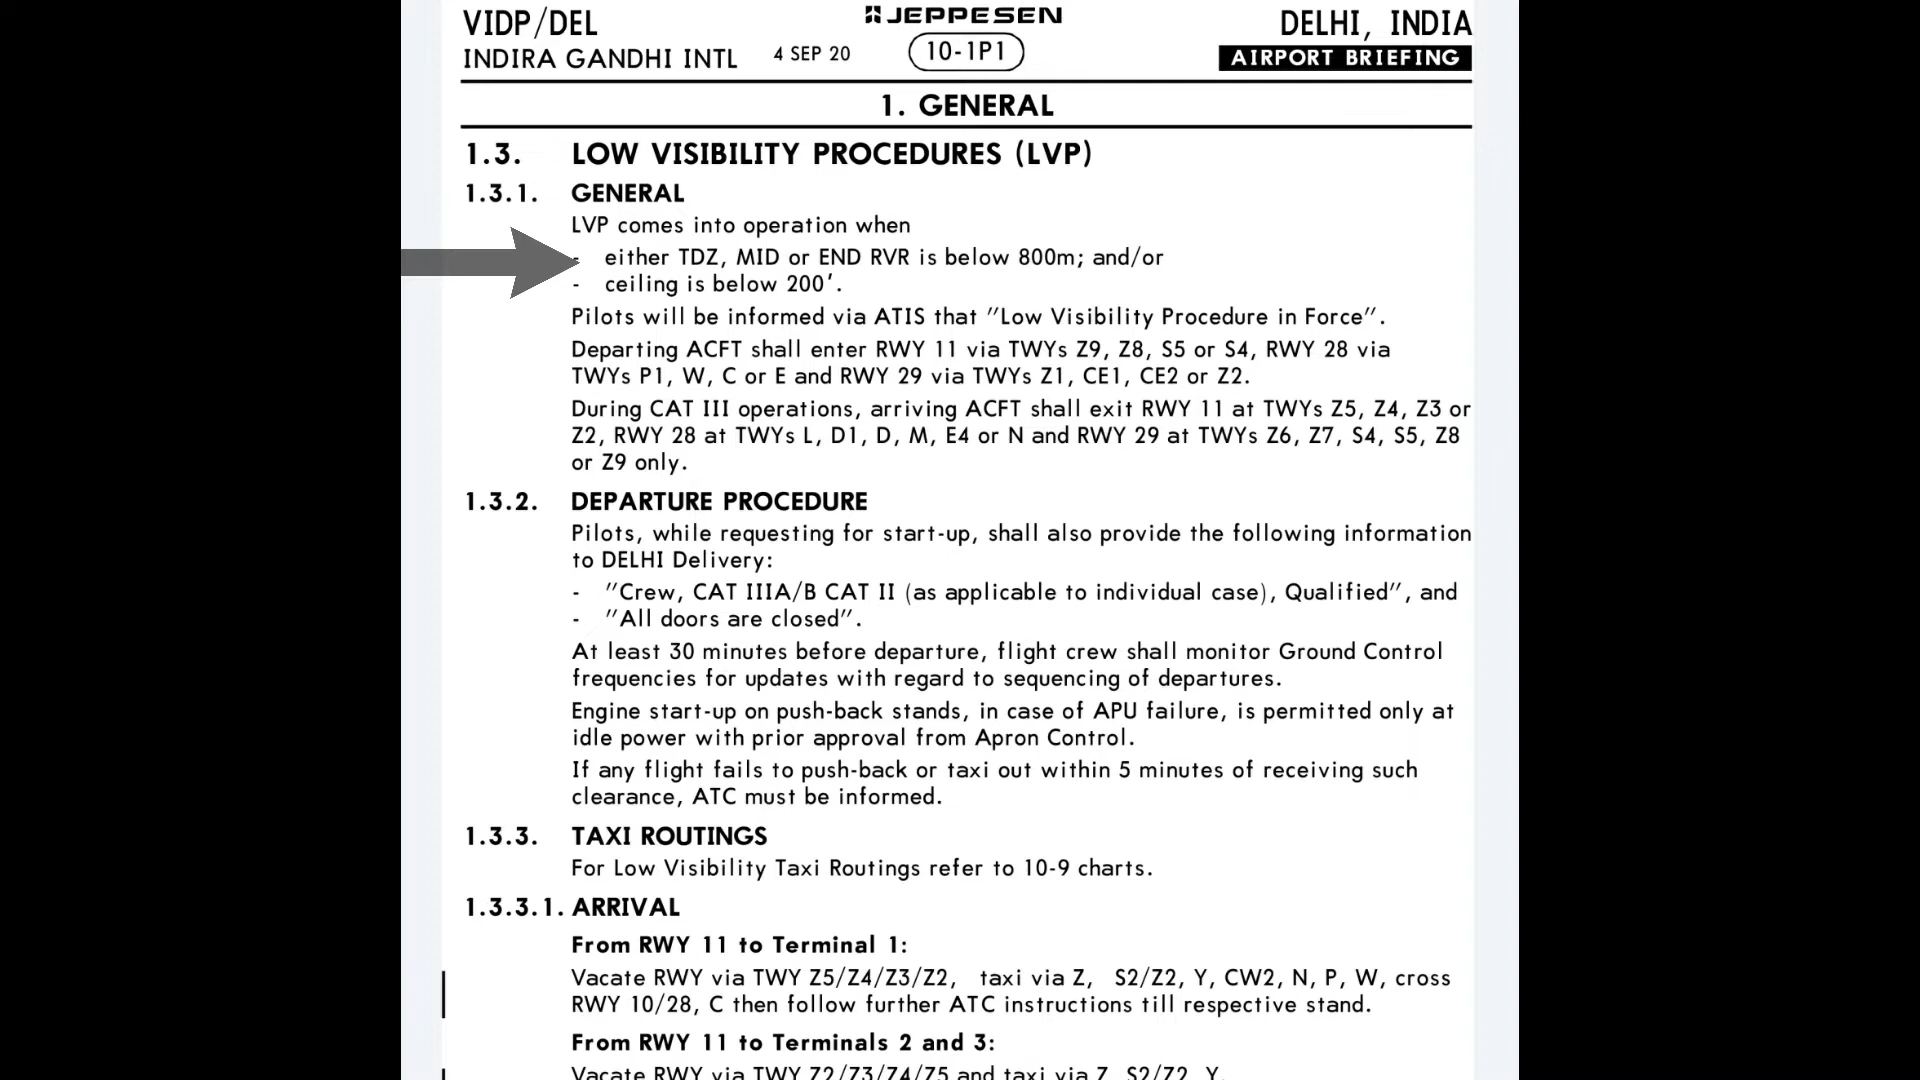 VIDP/DEL
JEPPESEN
DELHI, INDIA
INDIRA GANDHI INTL
4 SEP 20
10-1P1
AIRPORT BRIEFING
1. GENERAL
1.3. LOW VISIBILITY PROCEDURES (LVP)
1.3.1. GENERAL
LVP comes into operation when
- either TDZ, MID or END RVR is below 800m; and/or
- ceiling is below 200'.
Pilots will be informed via ATIS that "Low Visibility Procedure in Force".
Departing ACFT shall enter RWY 11 via TWYs Z9, Z8, S5 or S4, RWY 28 via
TWYs P1, W, C or E and RWY 29 via TWYs Z1, CE1, CE2 or Z2.
During CAT III operations, arriving ACFT shall exit RWY 11 at TWYs Z5, Z4, Z3 or
Z2, RWY 28 at TWYs L, D1, D, M, E4 or N and RWY 29 at TWYs Z6, Z7, S4, S5, Z8
or Z9 only.
1.3.2. DEPARTURE PROCEDURE
Pilots, while requesting for start-up, shall also provide the following information
to DELHI Delivery:
- "Crew, CAT IIIA/B CAT II (as applicable to individual case), Qualified", and
- "All doors are closed".
At least 30 minutes before departure, flight crew shall monitor Ground Control
frequencies for updates with regard to sequencing of departures.
Engine start-up on push-back stands, in case of APU failure, is permitted only at
idle power with prior approval from Apron Control.
If any flight fails to push-back or taxi out within 5 minutes of receiving such
clearance, ATC must be informed.
1.3.3. TAXI ROUTINGS
For Low Visibility Taxi Routings refer to 10-9 charts.
1.3.3.1. ARRIVAL
From RWY 11 to Terminal 1:
Vacate RWY via TWY Z5/Z4/Z3/Z2, taxi via Z, S2/Z2, Y, CW2, N, P, W, cross
RWY 10/28, C then follow further ATC instructions till respective stand.
From RWY 11 to Terminals 2 and 3:
Vacate RWY via TWY Z2/Z3/Z4/Z5 and taxi via Z, S2/Z2, Y.